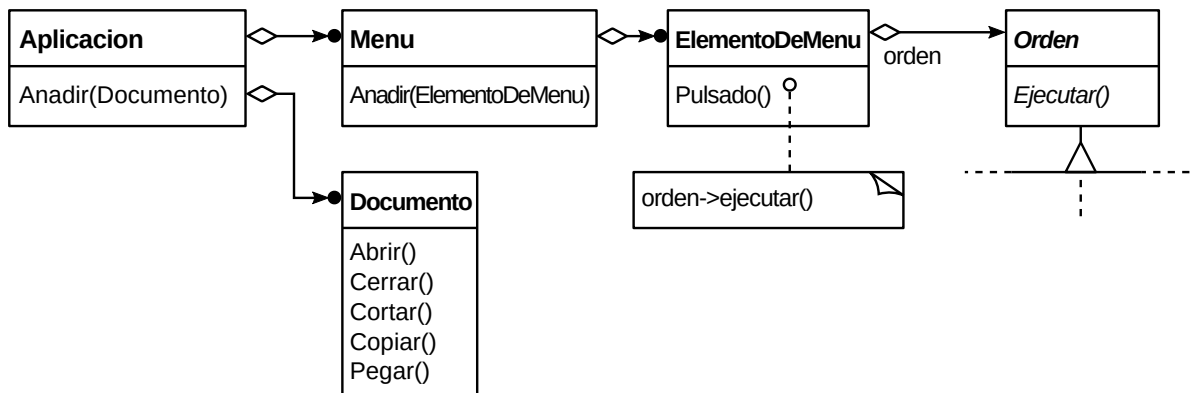 Aplicacion
Anadir(Documento)
Menu
Anadir(ElementoDeMenu)
ElementoDeMenu
Pulsado()
orden
Orden
Ejecutar()
orden->ejecutar()
Documento
Abrir()
Cerrar()
Cortar()
Copiar()
Pegar()